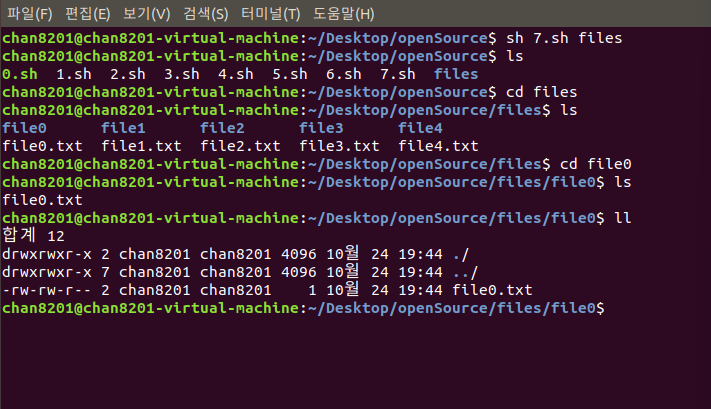 파일(F) 편집(E) 보기(V) 검색(S) 터미널(T) 도움말(H)
chan8201@chan8201-virtual-machine:~/Desktop/openSource$ sh 7.sh files
chan8201@chan8201-virtual-machine:~/Desktop/openSource$ ls
0.sh 1.sh 2.sh 3.sh 4.sh 5.sh 6.sh 7.sh files
chan8201@chan8201-virtual-machine:~/Desktop/openSource$ cd files
chan8201@chan8201-virtual-machine:~/Desktop/openSource/files$ ls
file0 file1 file2 file3 file4
file0.txt file1.txt file2.txt file3.txt file4.txt
chan8201@chan8201-virtual-machine:~/Desktop/openSource/files$ cd file0
chan8201@chan8201-virtual-machine:~/Desktop/openSource/files/file0$ ls
file0.txt
chan8201@chan8201-virtual-machine:~/Desktop/openSource/files/file0$ ll
합계 12
drwxrwxr-x 2 chan8201 chan8201 4096 10월 24 19:44 ./
drwxrwxr-x 7 chan8201 chan8201 4096 10월 24 19:44 ../
-rw-rw-r-- 2 chan8201 chan8201 1 10월 24 19:44 file0.txt
chan8201@chan8201-virtual-machine:~/Desktop/openSource/files/file0$